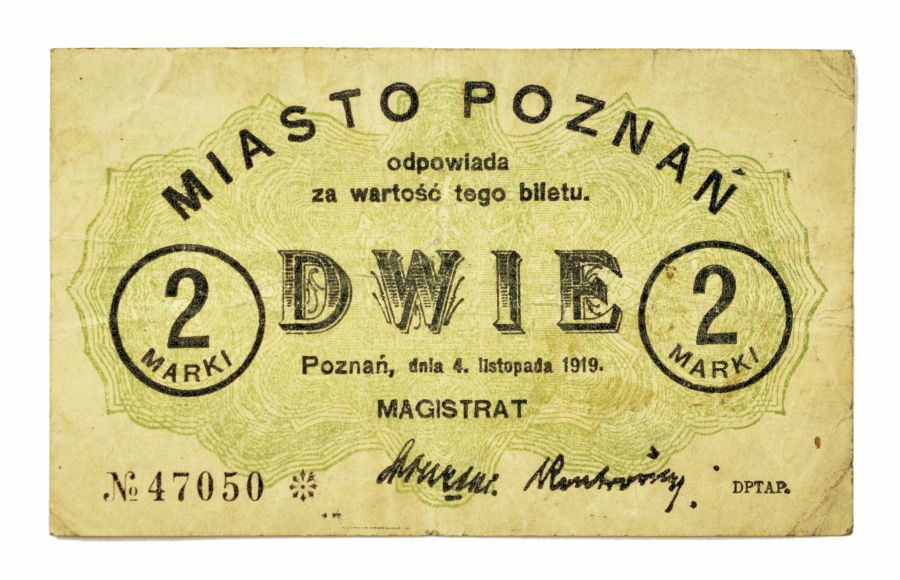 MIASTO POZNAŃ
odpowiada
za wartość tego biletu.
2 MARKI
DWIE
2 MARKI
Poznań, dnia 4. listopada 1919.
MAGISTRAT
№ 47050
DPTAP.